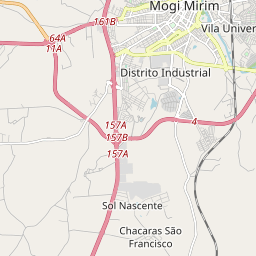 Mogi Mirim
161B
Vila Univer
64A
11A
Distrito Industrial
157A
4
157B
157A
Sol Nascente
Chacaras São
Francisco